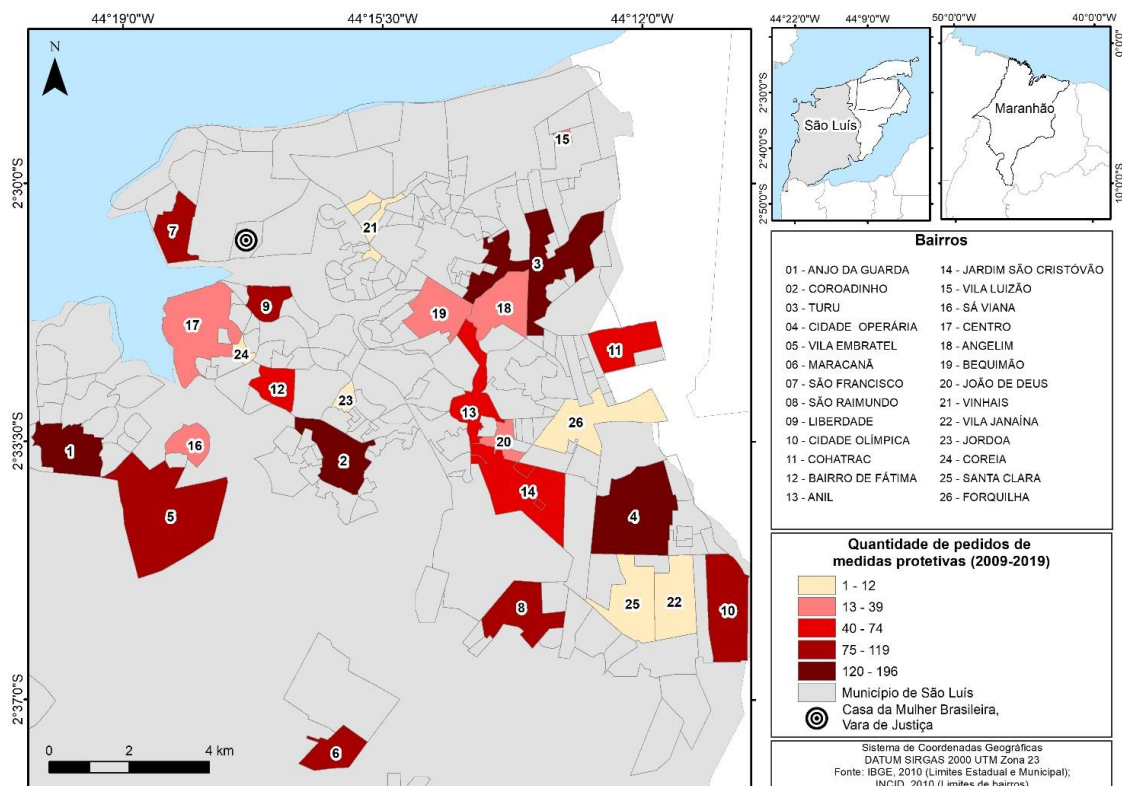 44°19'0"W
44°15'30"W
44°12'0"W
2°30'0"S
2°33'30"S
2°37'0"S
N
15
7
21
3
9
19
18
17
24
11
12
23
13
26
1
16
2
20
14
5
4
8
25
22
10
6
0 2 4 km
44°22'0"W 44°9'0"W
2°30'0"S
2°40'0"S
2°50'0"S
São Luís
50°0'0"W 40°0'0"W
0°0'0"
10°0'0"S
Maranhão
Bairros
01 - ANJO DA GUARDA
02 - COROADINHO
03 - TURU
04 - CIDADE OPERÁRIA
05 - VILA EMBRATEL
06 - MARACANÃ
07 - SÃO FRANCISCO
08 - SÃO RAIMUNDO
09 - LIBERDADE
10 - CIDADE OLÍMPICA
11 - COHATRAC
12 - BAIRRO DE FÁTIMA
13 - ANIL
14 - JARDIM SÃO CRISTÓVÃO
15 - VILA LUIZÃO
16 - SÁ VIANA
17 - CENTRO
18 - ANGELIM
19 - BEQUIMÃO
20 - JOÃO DE DEUS
21 - VINHAIS
22 - VILA JANAÍNA
23 - JORDOA
24 - COREIA
25 - SANTA CLARA
26 - FORQUILHA
Quantidade de pedidos de
medidas protetivas (2009-2019)
1 - 12
13 - 39
40 - 74
75 - 119
120 - 196
Município de São Luís
Casa da Mulher Brasileira,
Vara de Justiça
Sistema de Coordenadas Geográficas
DATUM SIRGAS 2000 UTM Zona 23
Fonte: IBGE, 2010 (Limites Estadual e Municipal);
INCID, 2010 (Limites de bairros)